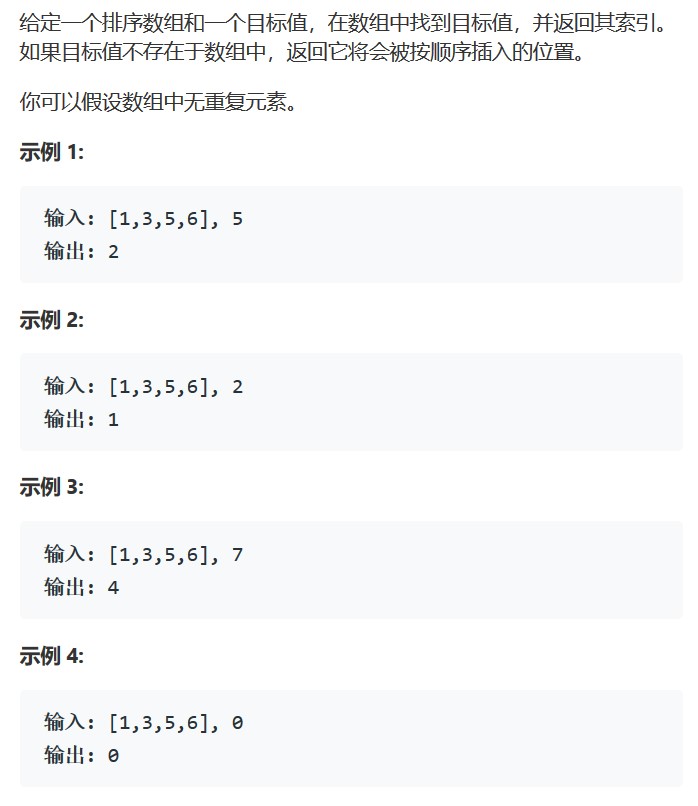 给定一个排序数组和一个目标值，在数组中找到目标值，并返回其索引。
如果目标值不存在于数组中，返回它将会被按顺序插入的位置。
你可以假设数组中无重复元素。
示例 1:
输入: [1,3,5,6], 5
输出: 2
示例 2:
输入: [1,3,5,6], 2
输出: 1
示例 3:
输入: [1,3,5,6], 7
输出: 4
示例 4:
输入: [1,3,5,6], 0
输出: 0